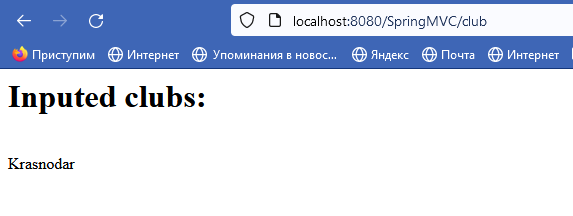 localhost:8080/SpringMVC/club
Приступим Интернет Упоминания в новос... Яндекс Почта Интернет
Inputed clubs:
Krasnodar